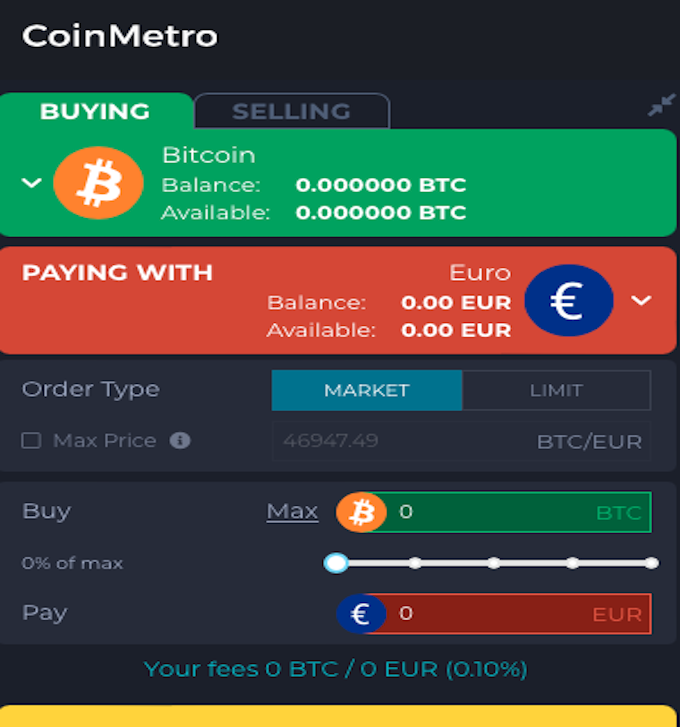 CoinMetro
BUYING SELLING
Bitcoin
Balance: 0.000000 BTC
Available: 0.000000 BTC
PAYING WITH Euro
Balance: 0.00 EUR
Available: 0.00 EUR
€
Order Type MARKET LIMIT
Max Price 46947.49 BTC/EUR
Buy Max 0 BTC
0% of max
Pay € 0 EUR
Your fees 0 BTC / 0 EUR (0.10%)